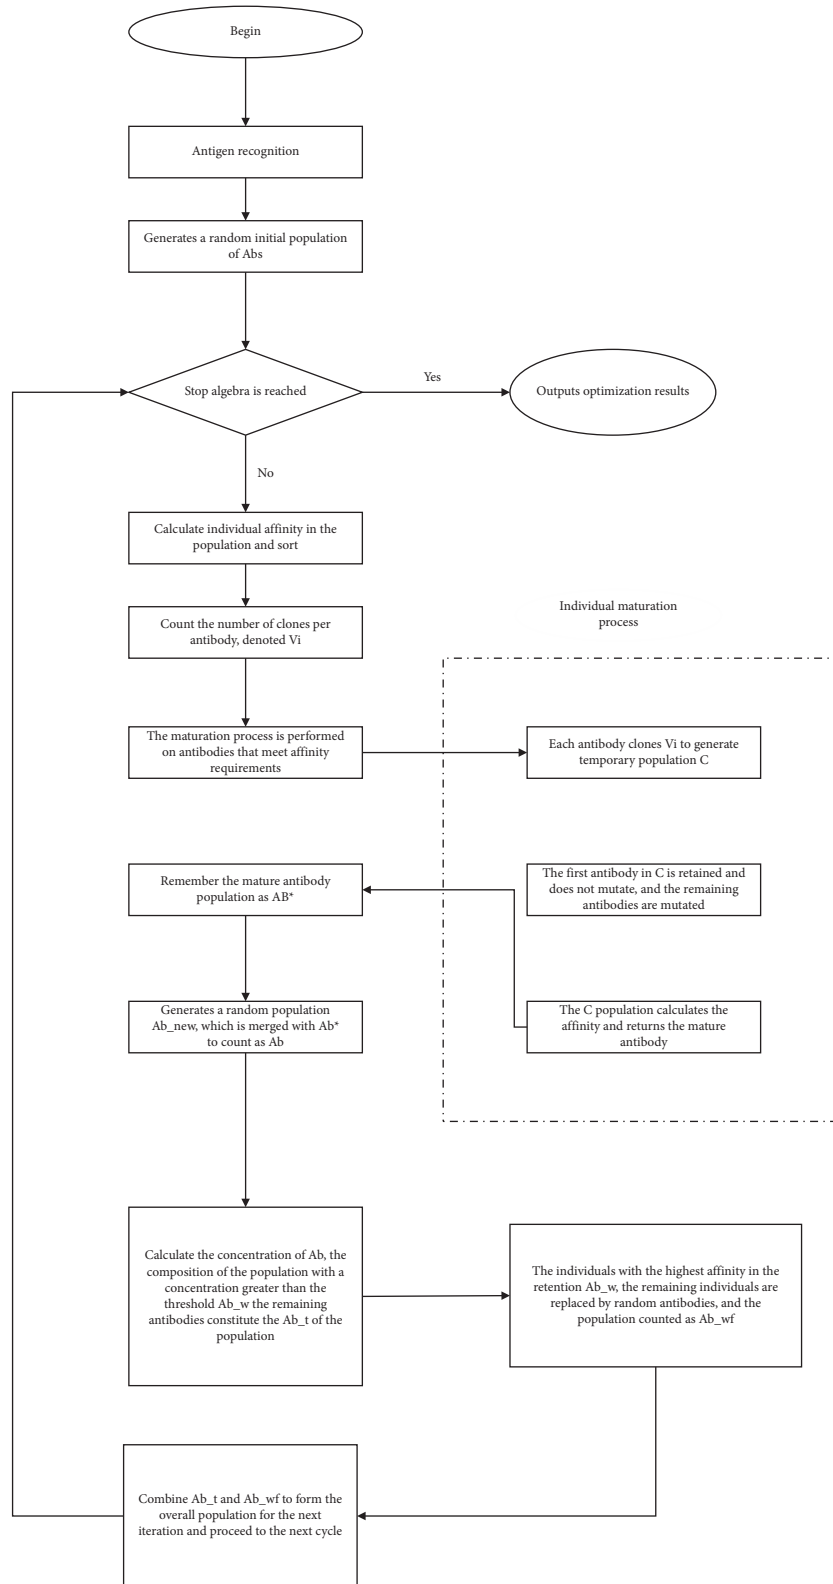 Begin
Antigen recognition
Generates a random initial population
of Abs
Stop algebra is reached
Yes
Outputs optimization results
No
Calculate individual affinity in the
population and sort
Count the number of clones per
antibody, denoted Vi
Individual maturation
process
The maturation process is performed
on antibodies that meet affinity
requirements
Each antibody clones Vi to generate
temporary population C
Remember the mature antibody
population as AB*
The first antibody in C is retained and
does not mutate, and the remaining
antibodies are mutated
Generates a random population
Ab_new, which is merged with Ab*
to count as Ab
The C population calculates the
affinity and returns the mature
antibody
Calculate the concentration of Ab, the
composition of the population with a
concentration greater than the
threshold Ab_w the remaining
antibodies constitute the Ab_t of the
population
The individuals with the highest affinity in the
retention Ab_w, the remaining individuals are
replaced by random antibodies, and the
population counted as Ab_wf
Combine Ab_t and Ab_wf to form the
overall population for the next
iteration and proceed to the next cycle